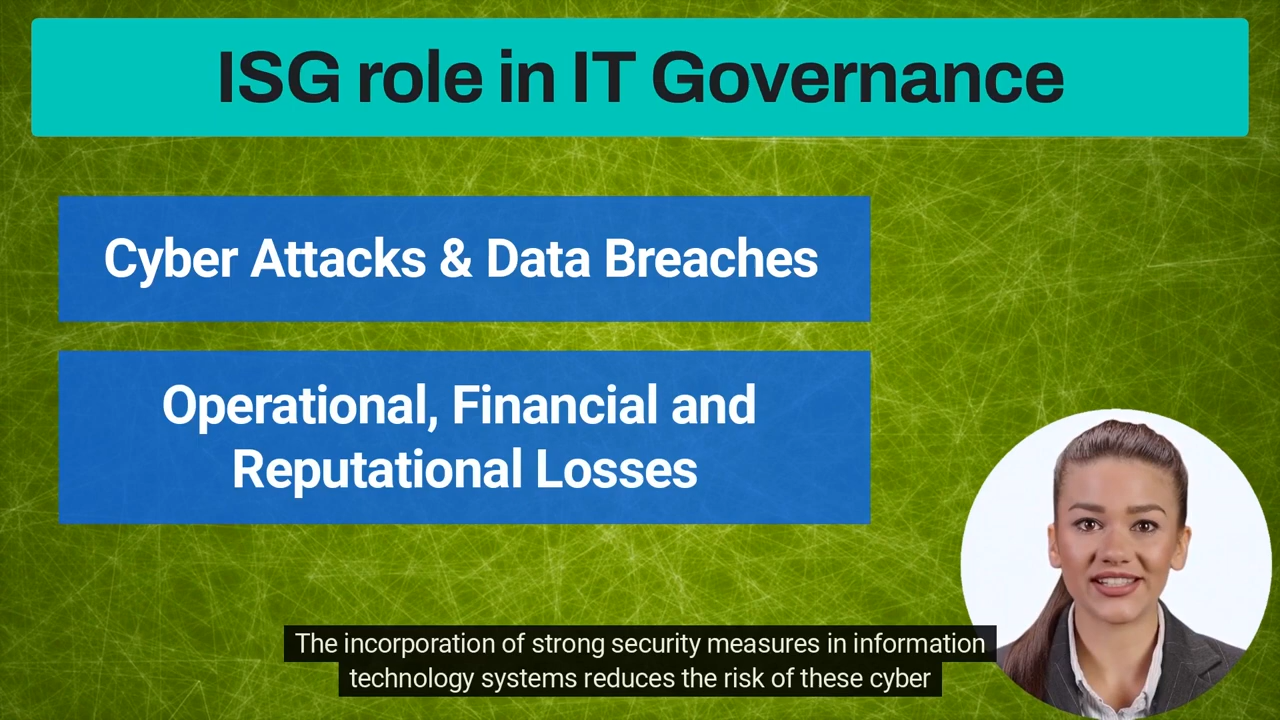 ISG role in IT Governance
Cyber Attacks & Data Breaches
Operational, Financial and
Reputational Losses
The incorporation of strong security measures in information
technology systems reduces the risk of these cyber